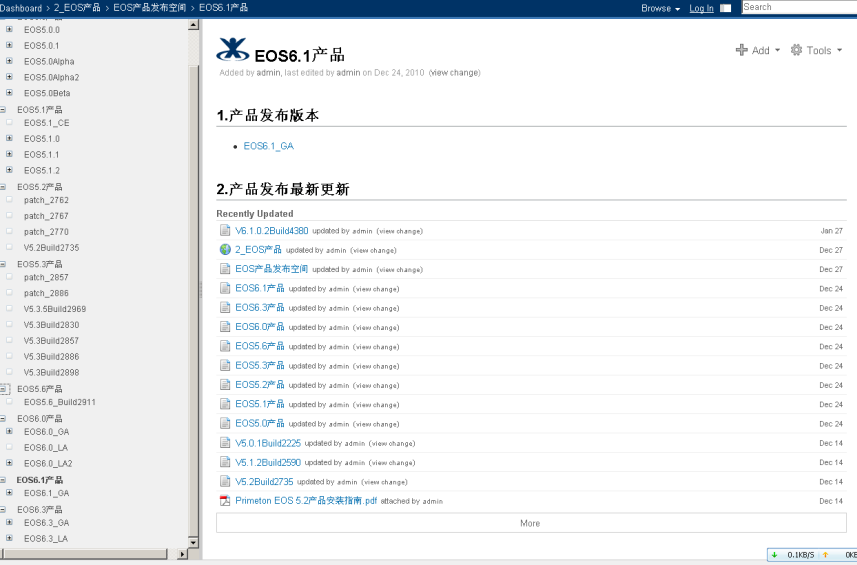 Dashboard > 2_EOS产品 > EOS产品发布空间 > EOS6.1产品
Browse Log In Search
EOS5.0.0
EOS5.0.1
EOS5.0Alpha
EOS5.0Alpha2
EOS5.0Beta
EOS5.1产品
EOS5.1_CE
EOS5.1.0
EOS5.1.1
EOS5.1.2
EOS5.2产品
patch_2762
patch_2767
patch_2770
V5.2Build2735
EOS5.3产品
patch_2857
patch_2886
V5.3.5Build2969
V5.3Build2830
V5.3Build2857
V5.3Build2886
V5.3Build2898
EOS5.6产品
EOS5.6_Build2911
EOS6.0产品
EOS6.0_GA
EOS6.0_LA
EOS6.0_LA2
EOS6.1产品
EOS6.1_GA
EOS6.3产品
EOS6.3_GA
EOS6.3_LA
EOS6.1产品
Add Tools
Added by admin, last edited by admin on Dec 24, 2010 (view change)
1.产品发布版本
EOS6.1_GA
2.产品发布最新更新
Recently Updated
V6.1.0.2Build4380 updated by admin (view change) Jan 27
2_EOS产品 updated by admin (view change) Dec 27
EOS产品发布空间 updated by admin (view change) Dec 27
EOS6.1产品 updated by admin (view change) Dec 24
EOS6.3产品 updated by admin (view change) Dec 24
EOS6.0产品 updated by admin (view change) Dec 24
EOS5.6产品 updated by admin (view change) Dec 24
EOS5.3产品 updated by admin (view change) Dec 24
EOS5.2产品 updated by admin (view change) Dec 24
EOS5.1产品 updated by admin (view change) Dec 24
EOS5.0产品 updated by admin (view change) Dec 24
V5.0.1Build2225 updated by admin (view change) Dec 14
V5.1.2Build2590 updated by admin (view change) Dec 14
V5.2Build2735 updated by admin (view change) Dec 14
Primeton EOS 5.2产品安装指南.pdf attached by admin Dec 14
More
0.1KB/S 0KB